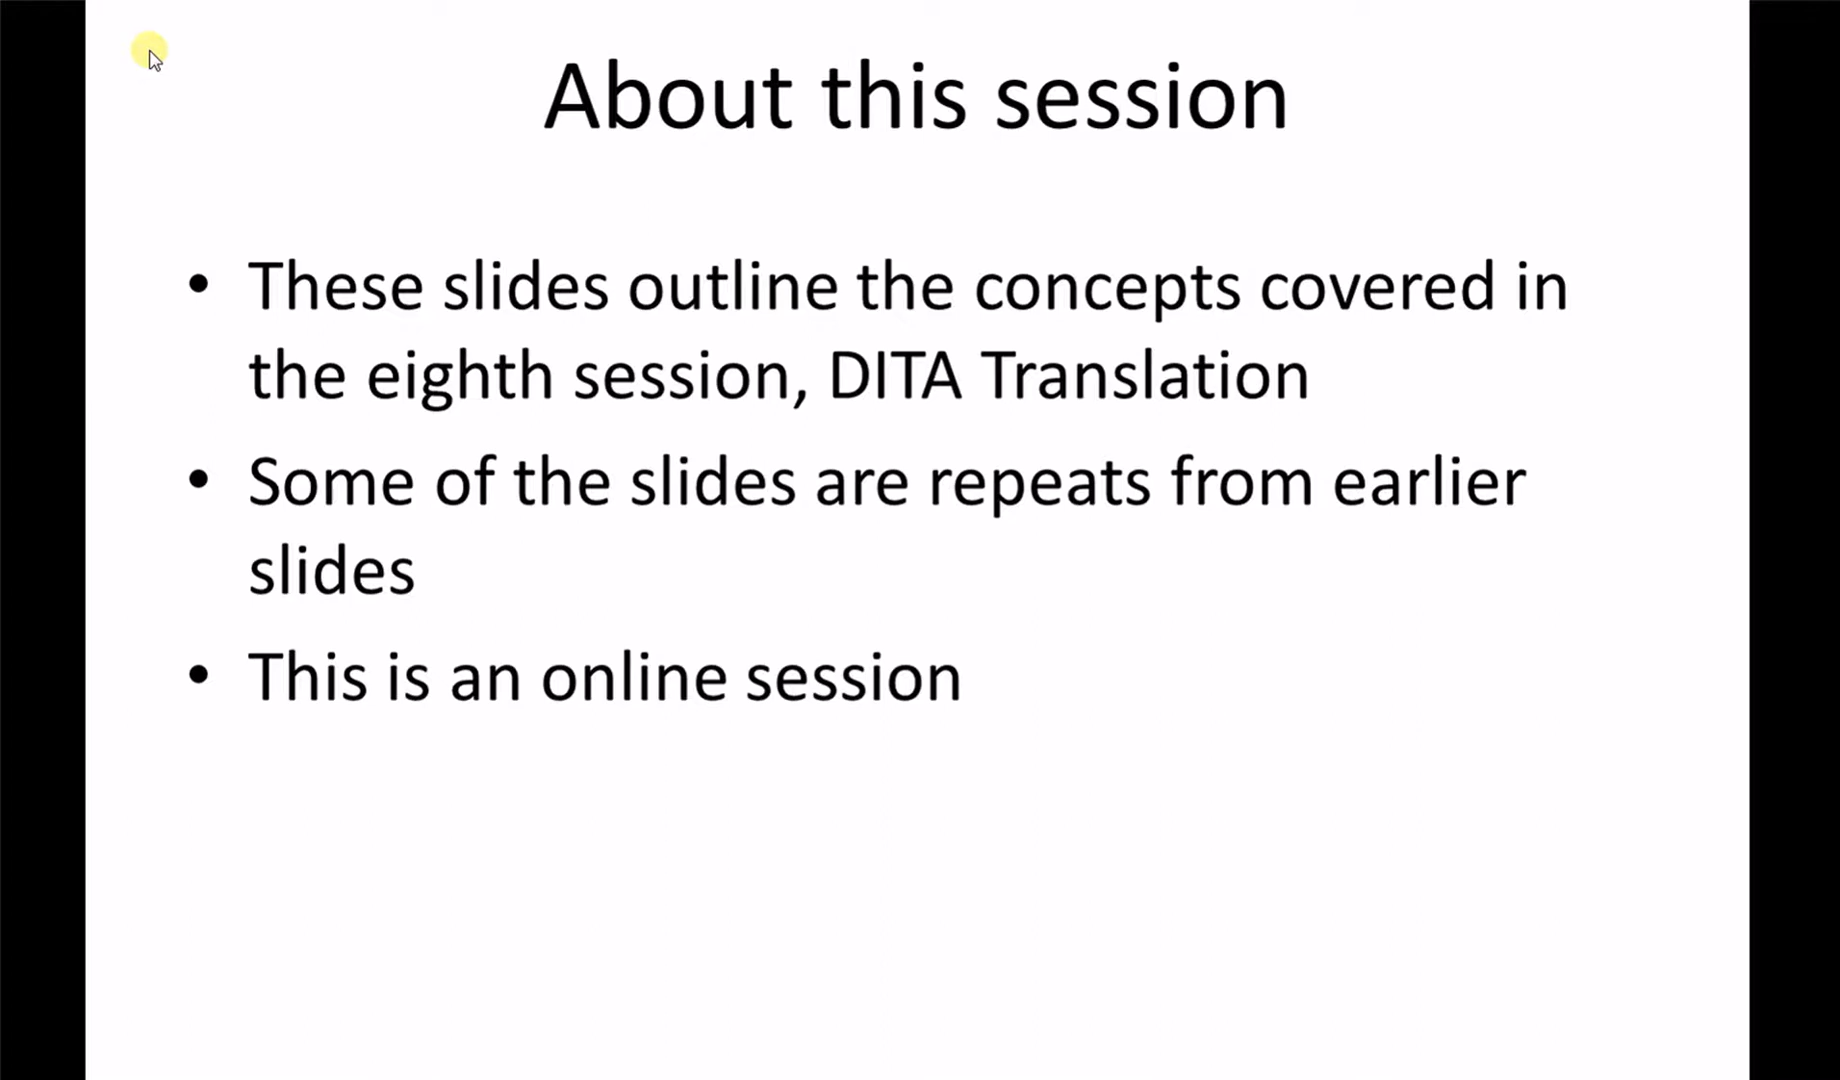 About this session
• These slides outline the concepts covered in
the eighth session, DITA Translation
• Some of the slides are repeats from earlier
slides
• This is an online session